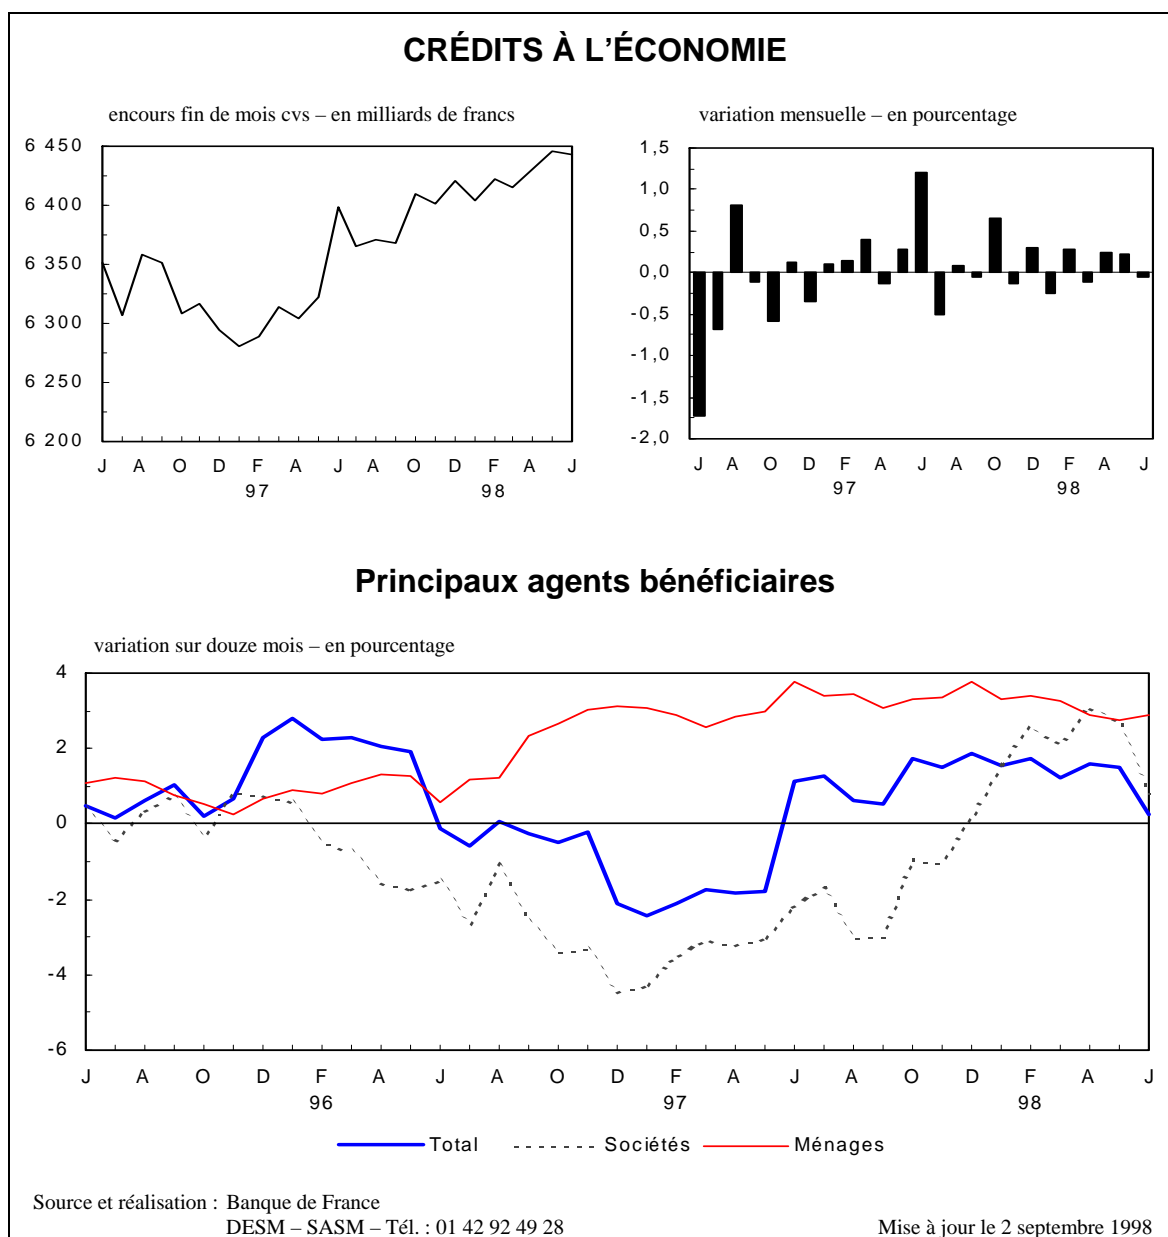 CRÉDITS À L’ÉCONOMIE
encours fin de mois cvs – en milliards de francs
6 450
6 400
6 350
6 300
6 250
6 200
J A O D F A J A O D F A J
97 98
variation mensuelle – en pourcentage
1,5
1,0
0,5
0,0
-0,5
-1,0
-1,5
-2,0
J A O D F A J A O D F A J
97 98
Principaux agents bénéficiaires
variation sur douze mois – en pourcentage
4
2
0
-2
-4
-6
J A O D F A J A O D F A J A O D F A J
96 97 98
Total Sociétés Ménages
Source et réalisation : Banque de France
DESM – SASM – Tél. : 01 42 92 49 28 Mise à jour le 2 septembre 1998